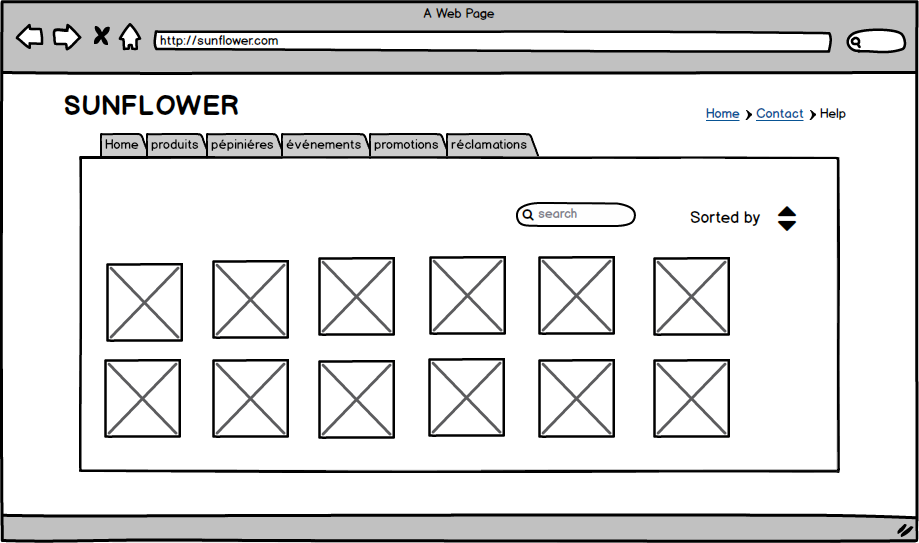 A Web Page
http://sunflower.com
SUNFLOWER
Home Contact Help
Home produits pépiniéres événements promotions réclamations
search
Sorted by